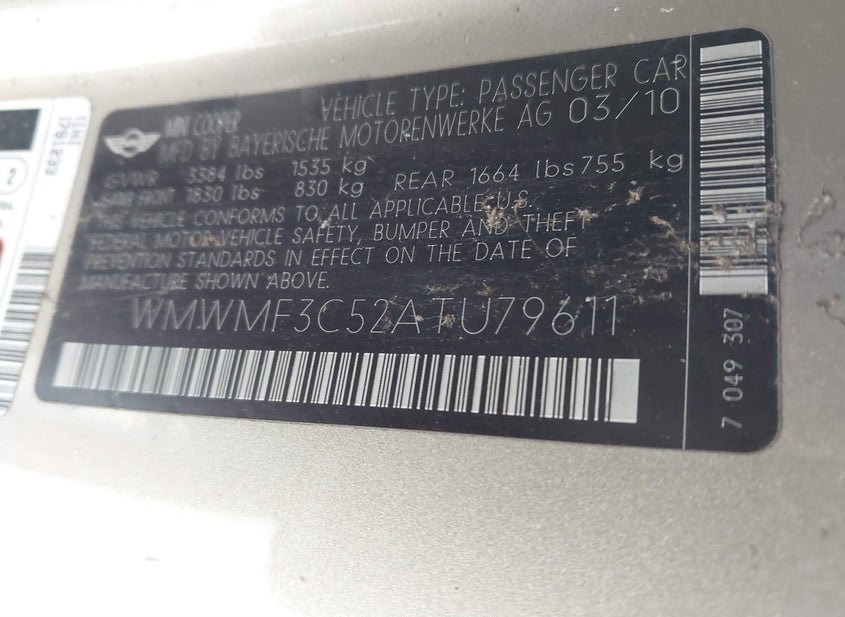 VEHICLE TYPE: PASSENGER CAR
MINI COOPER
MFD BY BAYERISCHE MOTORENWERKE AG 03/10
GVWR 3384 lbs 1535 kg
GAWR FRONT 1830 lbs 830 kg REAR 1664 lbs 755 kg
THIS VEHICLE CONFORMS TO ALL APPLICABLE U.S.
FEDERAL MOTOR VEHICLE SAFETY, BUMPER AND THEFT
PREVENTION STANDARDS IN EFFECT ON THE DATE OF
MANUFACTURE SHOWN ABOVE.
WMWMF3C52ATU79611
7 049 307
2
lbs.
1791233